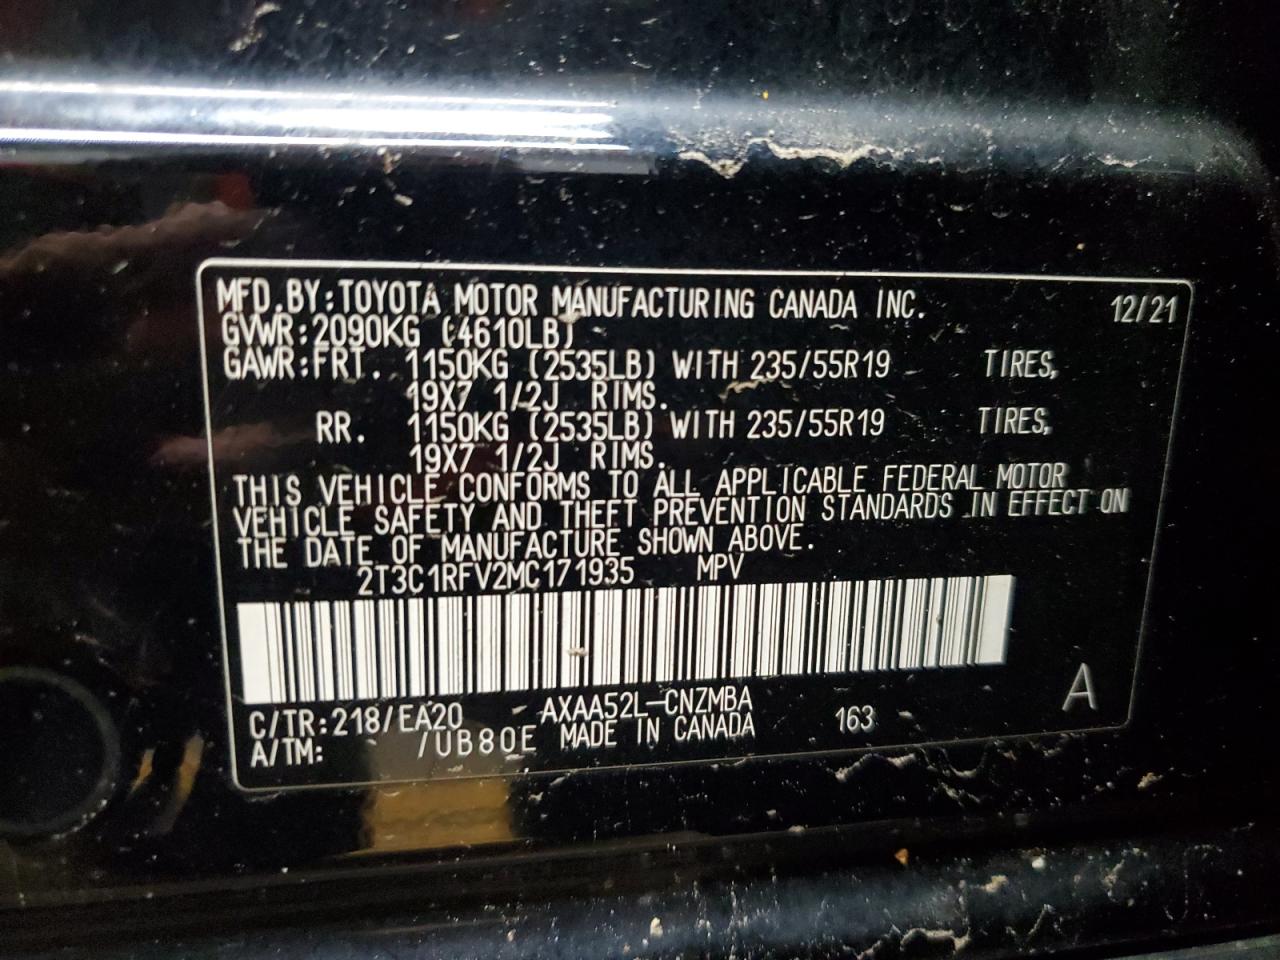 MFD.BY:TOYOTA MOTOR MANUFACTURING CANADA INC. 12/21
GVWR:2090KG (4610LB)
GAWR:FRT. 1150KG (2535LB) WITH 235/55R19 TIRES,
19X7 1/2J RIMS.
RR. 1150KG (2535LB) WITH 235/55R19 TIRES,
19X7 1/2J RIMS.
THIS VEHICLE CONFORMS TO ALL APPLICABLE FEDERAL MOTOR
VEHICLE SAFETY AND THEFT PREVENTION STANDARDS IN EFFECT ON
THE DATE OF MANUFACTURE SHOWN ABOVE.
2T3C1RFV2MC171935 MPV
C/TR:218/EA20 - AXAA52L-CNZMBA 163 A
A/TM: /UB80E MADE IN CANADA